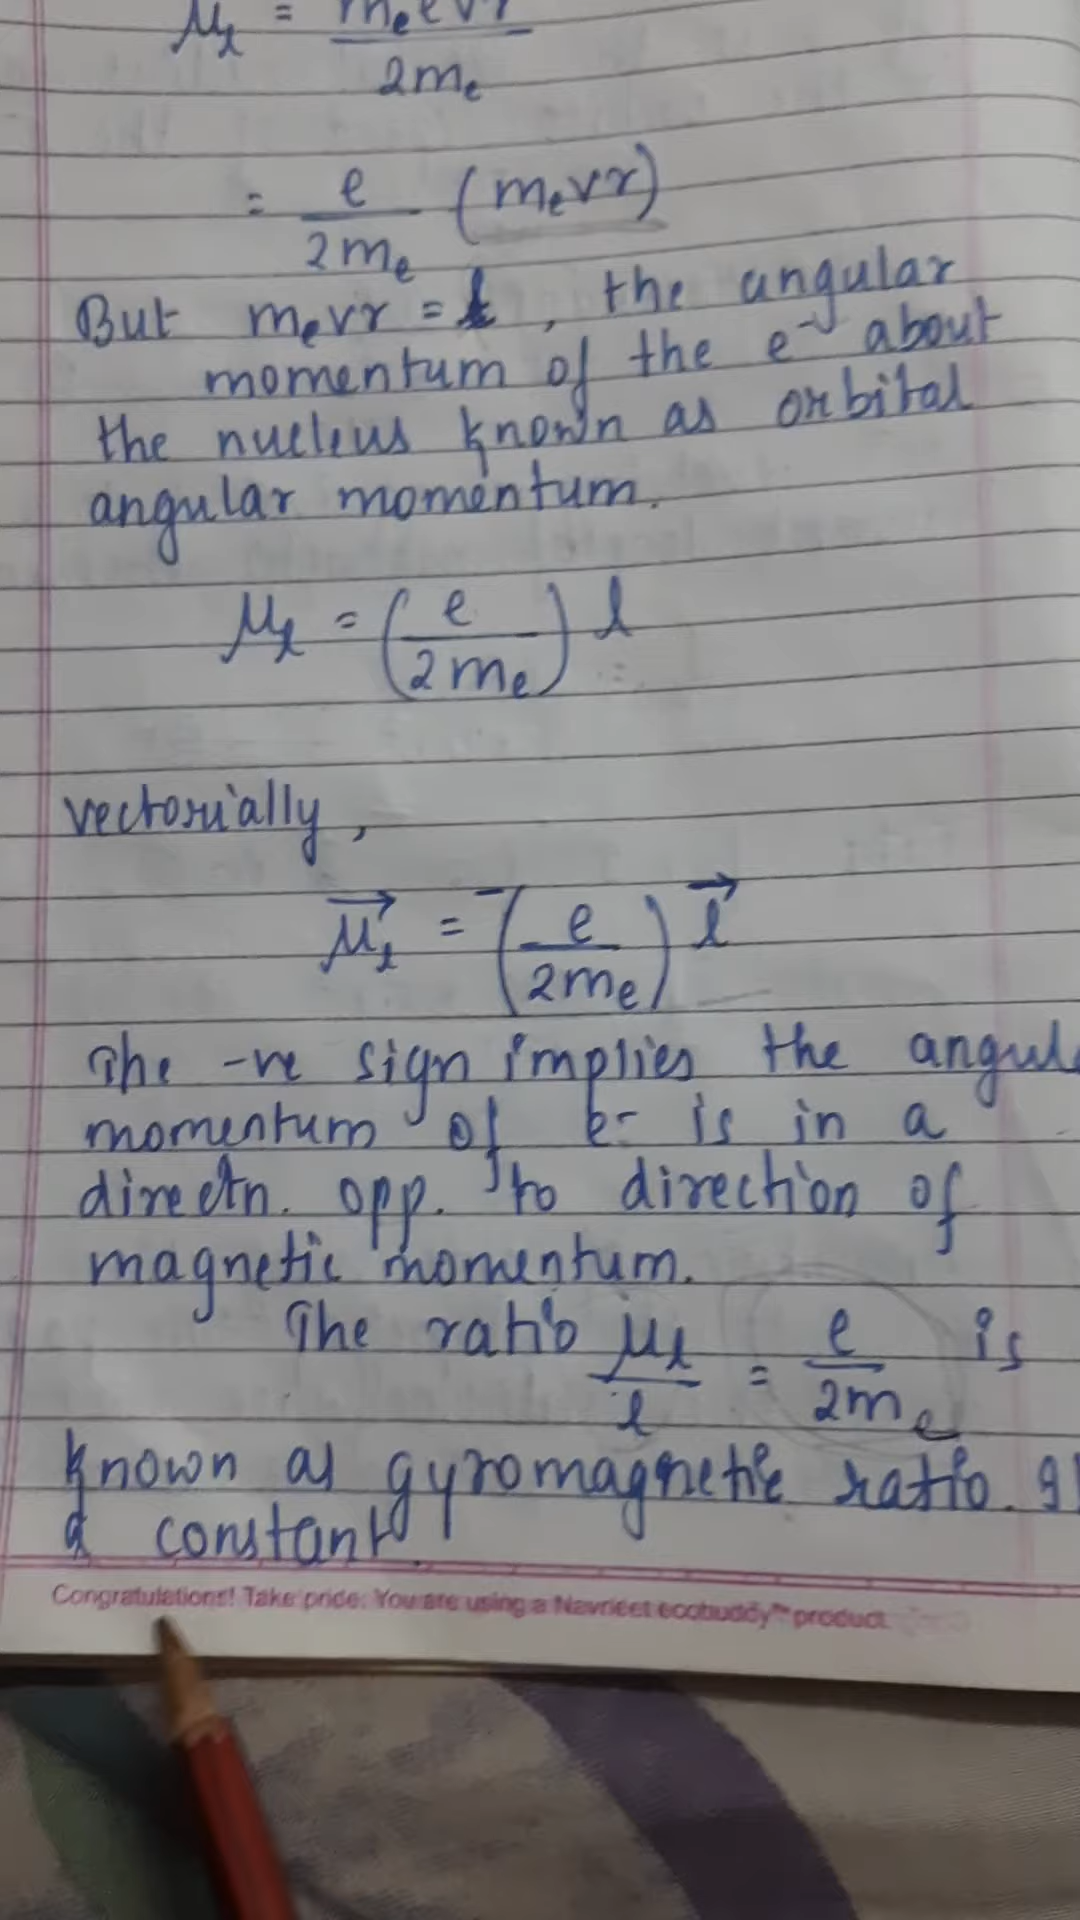 μl = meevr
2me
= e (mevr)
2me
But mevr = l, the angular
momentum of the e- about
the nucleus known as orbital
angular momentum.
μl = (e/2me) l
vectorially,
μl = -(e/2me) l
The -ve sign implies the angul
momentum of e- is in a
directn. opp. to direction of
magnetic momentum.
The ratio μl/l = e/2me is
known as gyromagnetic ratio.
a constant.
Congratulations! Take pride: You are using a Navneet ecobuddy™ product.